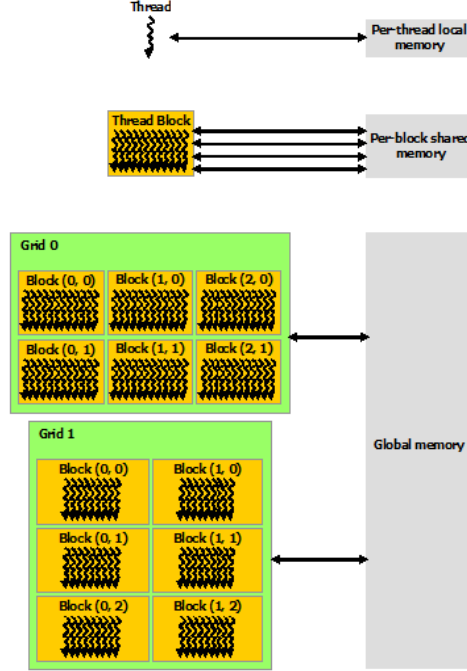 Thread
Per-thread local
memory
Thread Block
Per-block shared
memory
Grid 0
Block (0, 0)
Block (1, 0)
Block (2, 0)
Block (0, 1)
Block (1, 1)
Block (2, 1)
Grid 1
Global memory
Block (0, 0)
Block (1, 0)
Block (0, 1)
Block (1, 1)
Block (0, 2)
Block (1, 2)